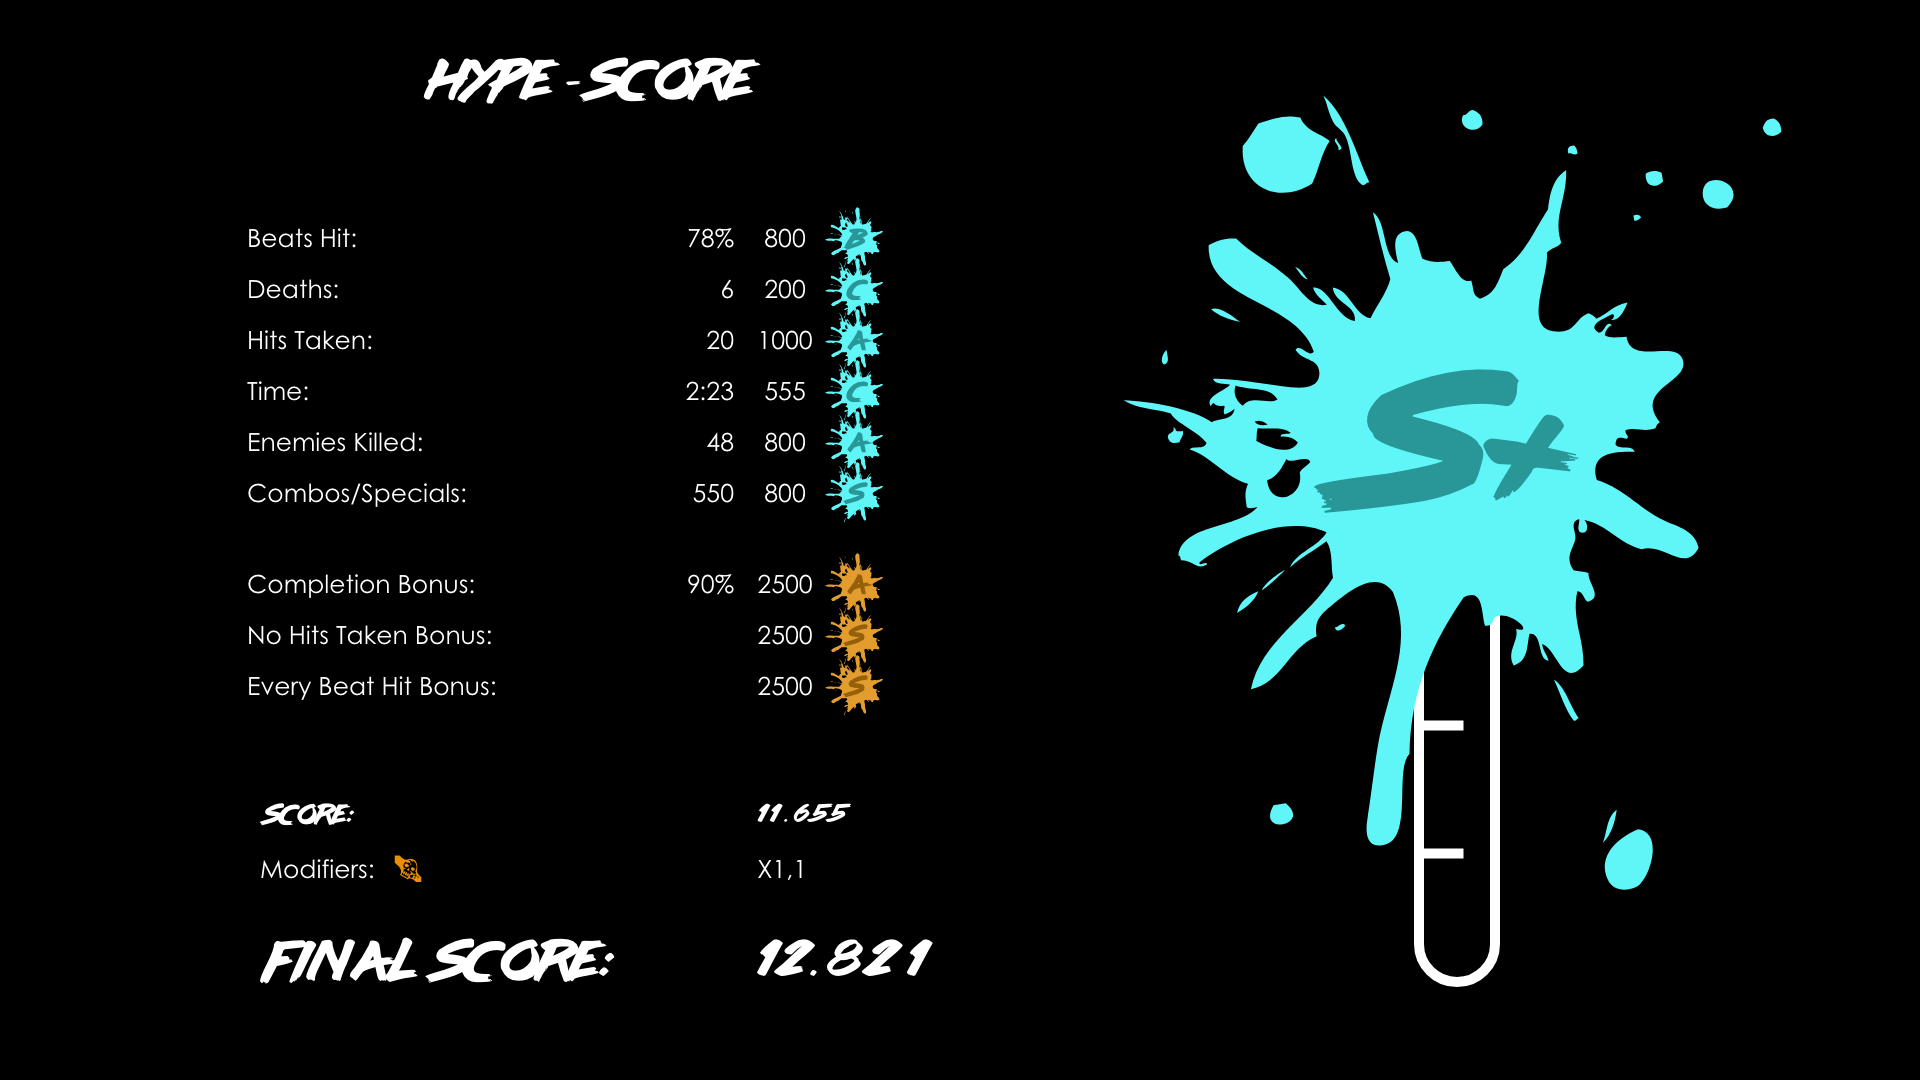 HYPE-SCORE
Beats Hit: 78% 800 B
Deaths: 6 200 C
Hits Taken: 20 1000 A
Time: 2:23 555 C
Enemies Killed: 48 800 A
Combos/Specials: 550 800 S
Completion Bonus: 90% 2500 A
No Hits Taken Bonus: 2500 S
Every Beat Hit Bonus: 2500 S
SCORE: 11.655
Modifiers: X1,1
FINAL SCORE: 12.821
S+